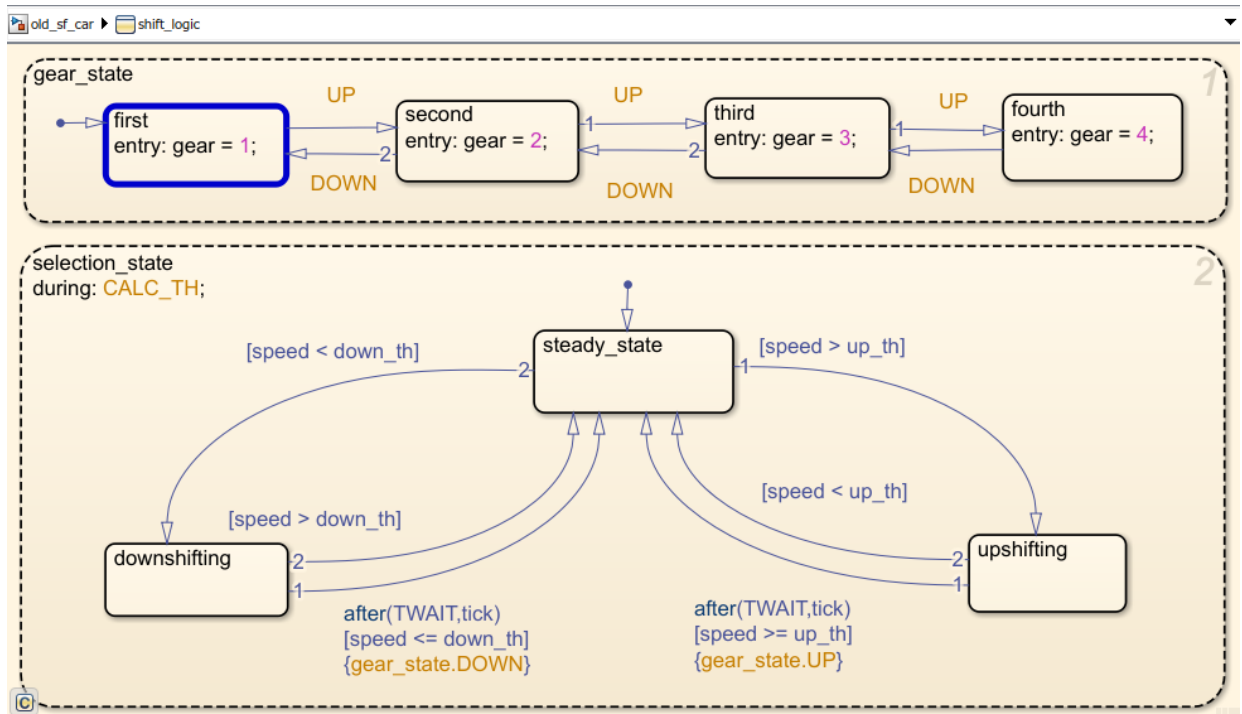 old_sf_car shift_logic
gear_state
1
UP
UP
UP
first
entry: gear = 1;
second
entry: gear = 2;
third
entry: gear = 3;
fourth
entry: gear = 4;
1
1
2
2
DOWN
DOWN
DOWN
selection_state
during: CALC_TH;
2
steady_state
[speed < down_th]
[speed > up_th]
2
1
[speed > down_th]
[speed < up_th]
downshifting
upshifting
2
1
2
1
after(TWAIT,tick)
[speed <= down_th]
{gear_state.DOWN}
after(TWAIT,tick)
[speed >= up_th]
{gear_state.UP}
C